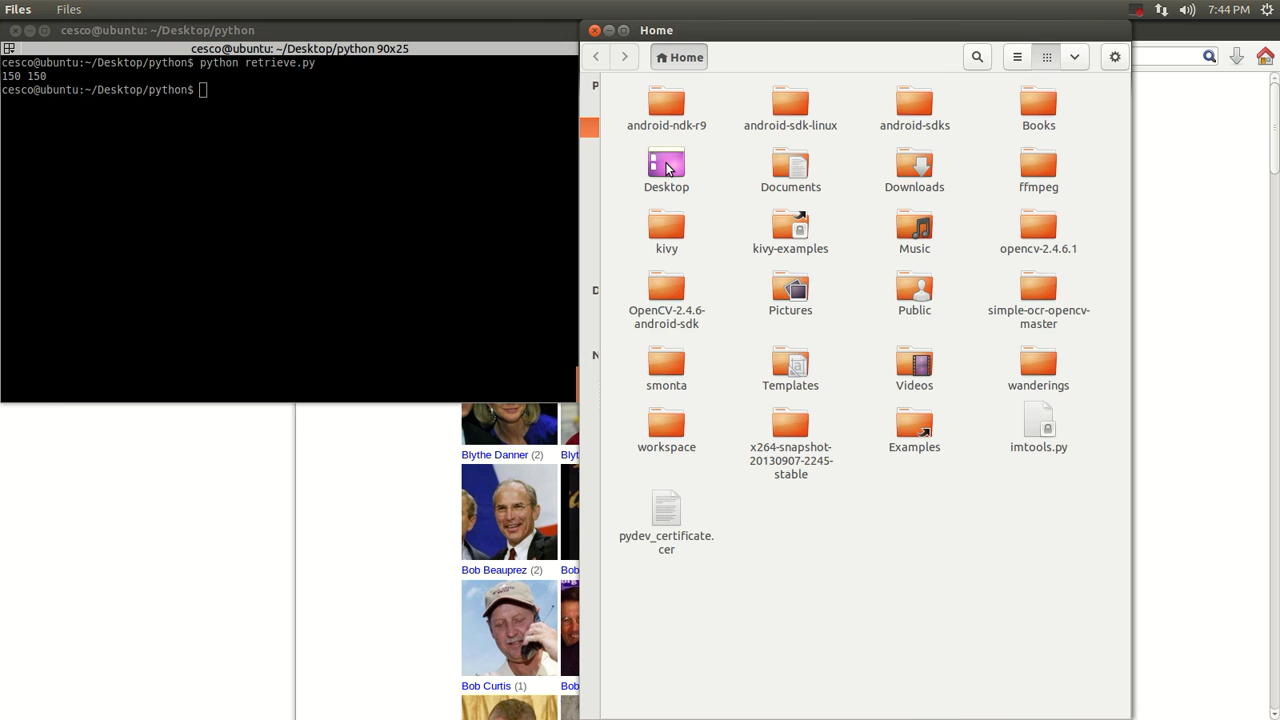 Files Files 7:44 PM
cesco@ubuntu: ~/Desktop/python
cesco@ubuntu: ~/Desktop/python 90x25
cesco@ubuntu:~/Desktop/python$ python retrieve.py
150 150
cesco@ubuntu:~/Desktop/python$
Home
Home
P
D
N
android-ndk-r9
android-sdk-linux
android-sdks
Books
Desktop
Documents
Downloads
ffmpeg
kivy
kivy-examples
Music
opencv-2.4.6.1
OpenCV-2.4.6-
android-sdk
Pictures
Public
simple-ocr-opencv-
master
smonta
Templates
Videos
wanderings
workspace
x264-snapshot-
20130907-2245-
stable
Examples
imtools.py
pydev_certificate.
cer
Blythe Danner (2) Blyt
Bob Beauprez (2) Bob
Bob Curtis (1) Bob